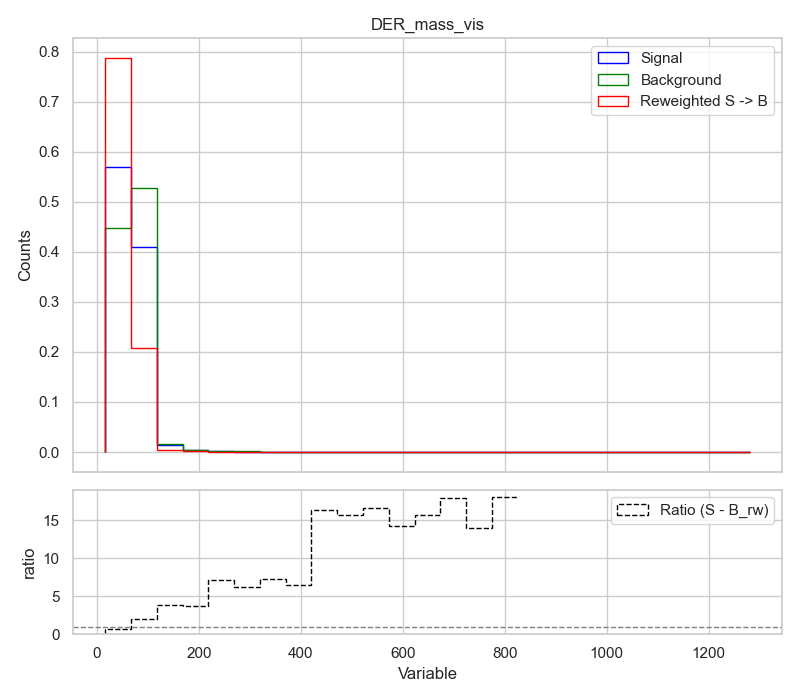 DER_mass_vis
Counts
0.8
0.7
0.6
0.5
0.4
0.3
0.2
0.1
0.0
Signal
Background
Reweighted S -> B
ratio
15
10
5
0
Ratio (S - B_rw)
0 200 400 600 800 1000 1200
Variable